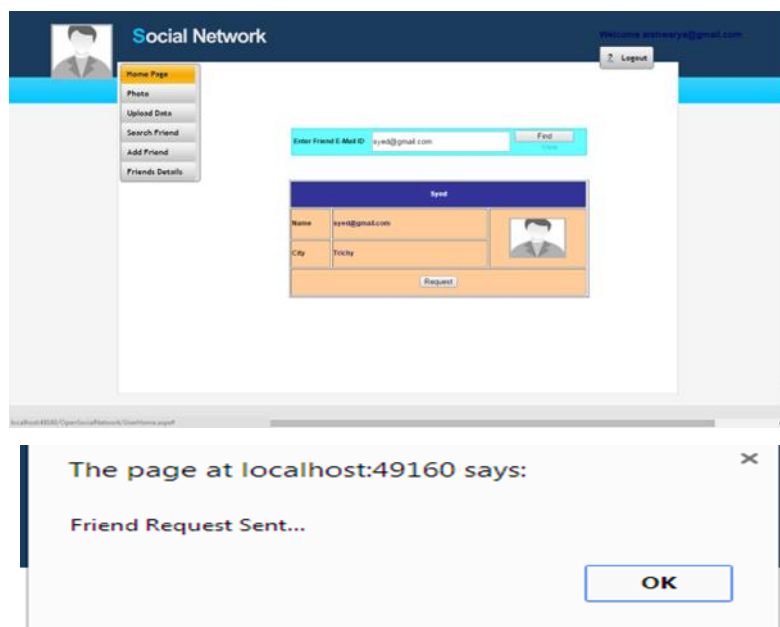 Social Network
Welcome aishwarya@gmail.com
? Logout
Home Page
Photo
Upload Data
Search Friend
Add Friend
Friends Details
Enter Friend E-Mail ID syed@gmail.com Find
View
Syed
Name syed@gmail.com
City Trichy
Request
The page at localhost:49160 says:
Friend Request Sent...
OK